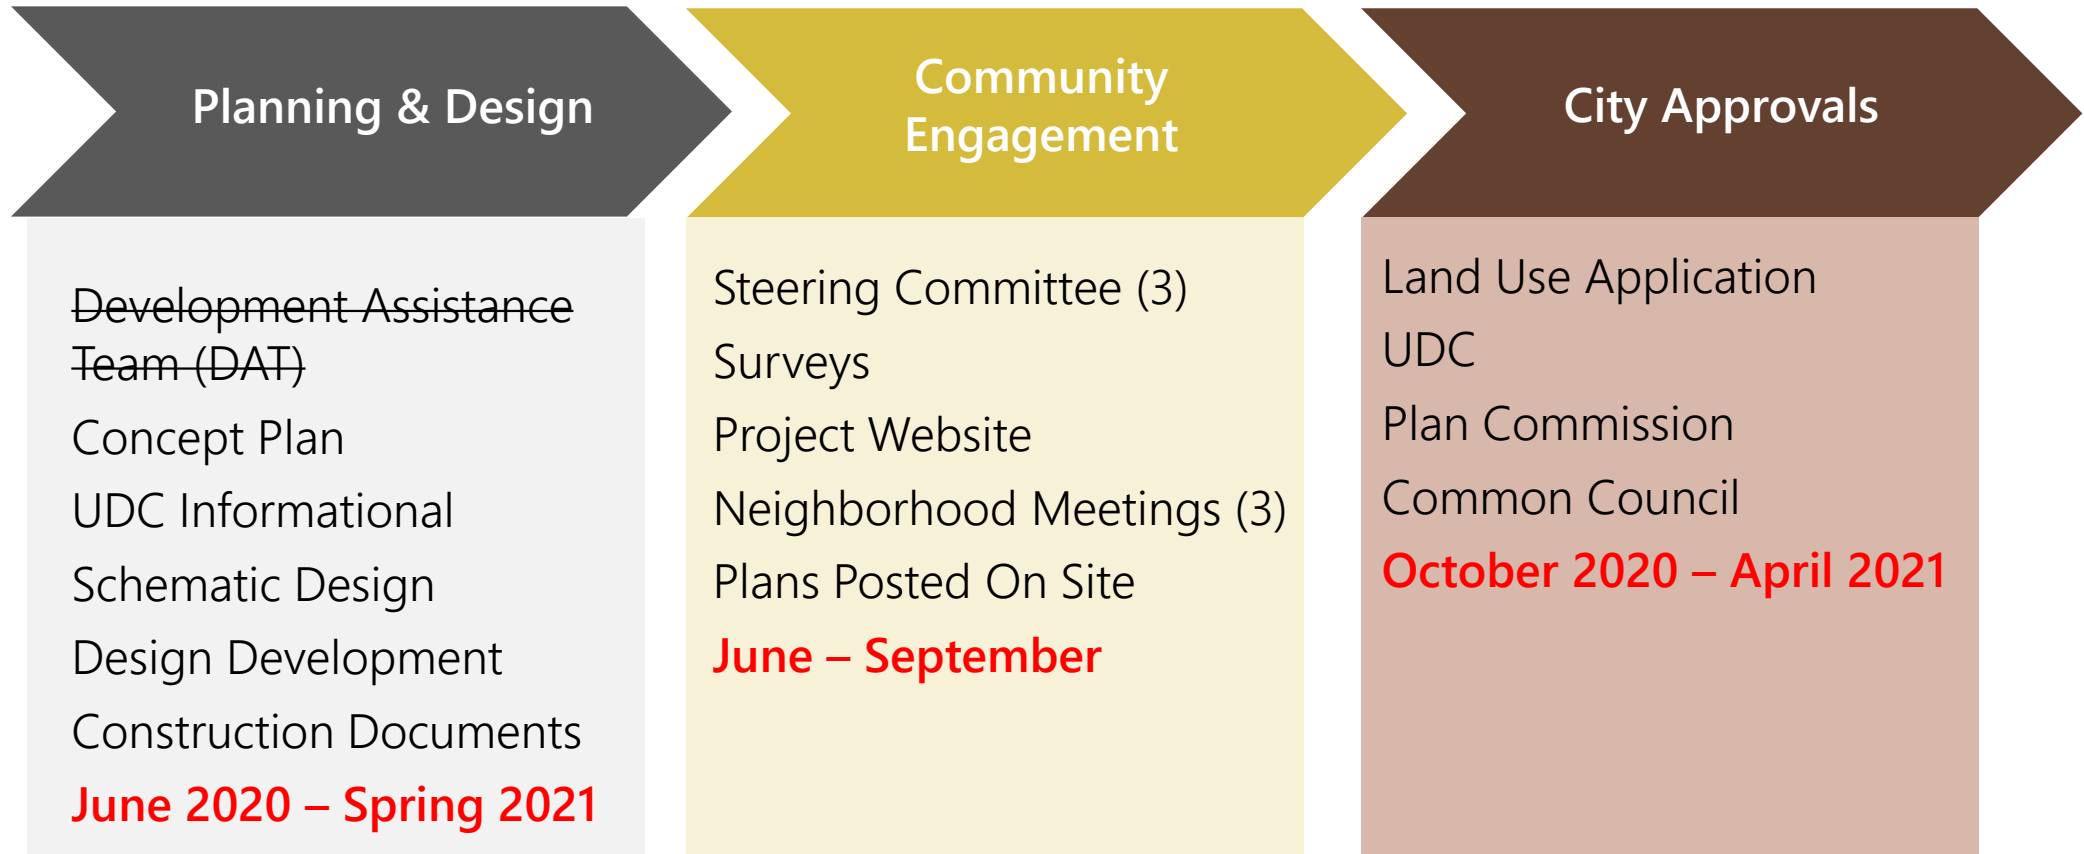 Planning & Design
~~Development Assistance~~
~~Team (DAT)~~
Concept Plan
UDC Informational
Schematic Design
Design Development
Construction Documents
June 2020 – Spring 2021
Community
Engagement
Steering Committee (3)
Surveys
Project Website
Neighborhood Meetings (3)
Plans Posted On Site
June – September
City Approvals
Land Use Application
UDC
Plan Commission
Common Council
October 2020 – April 2021